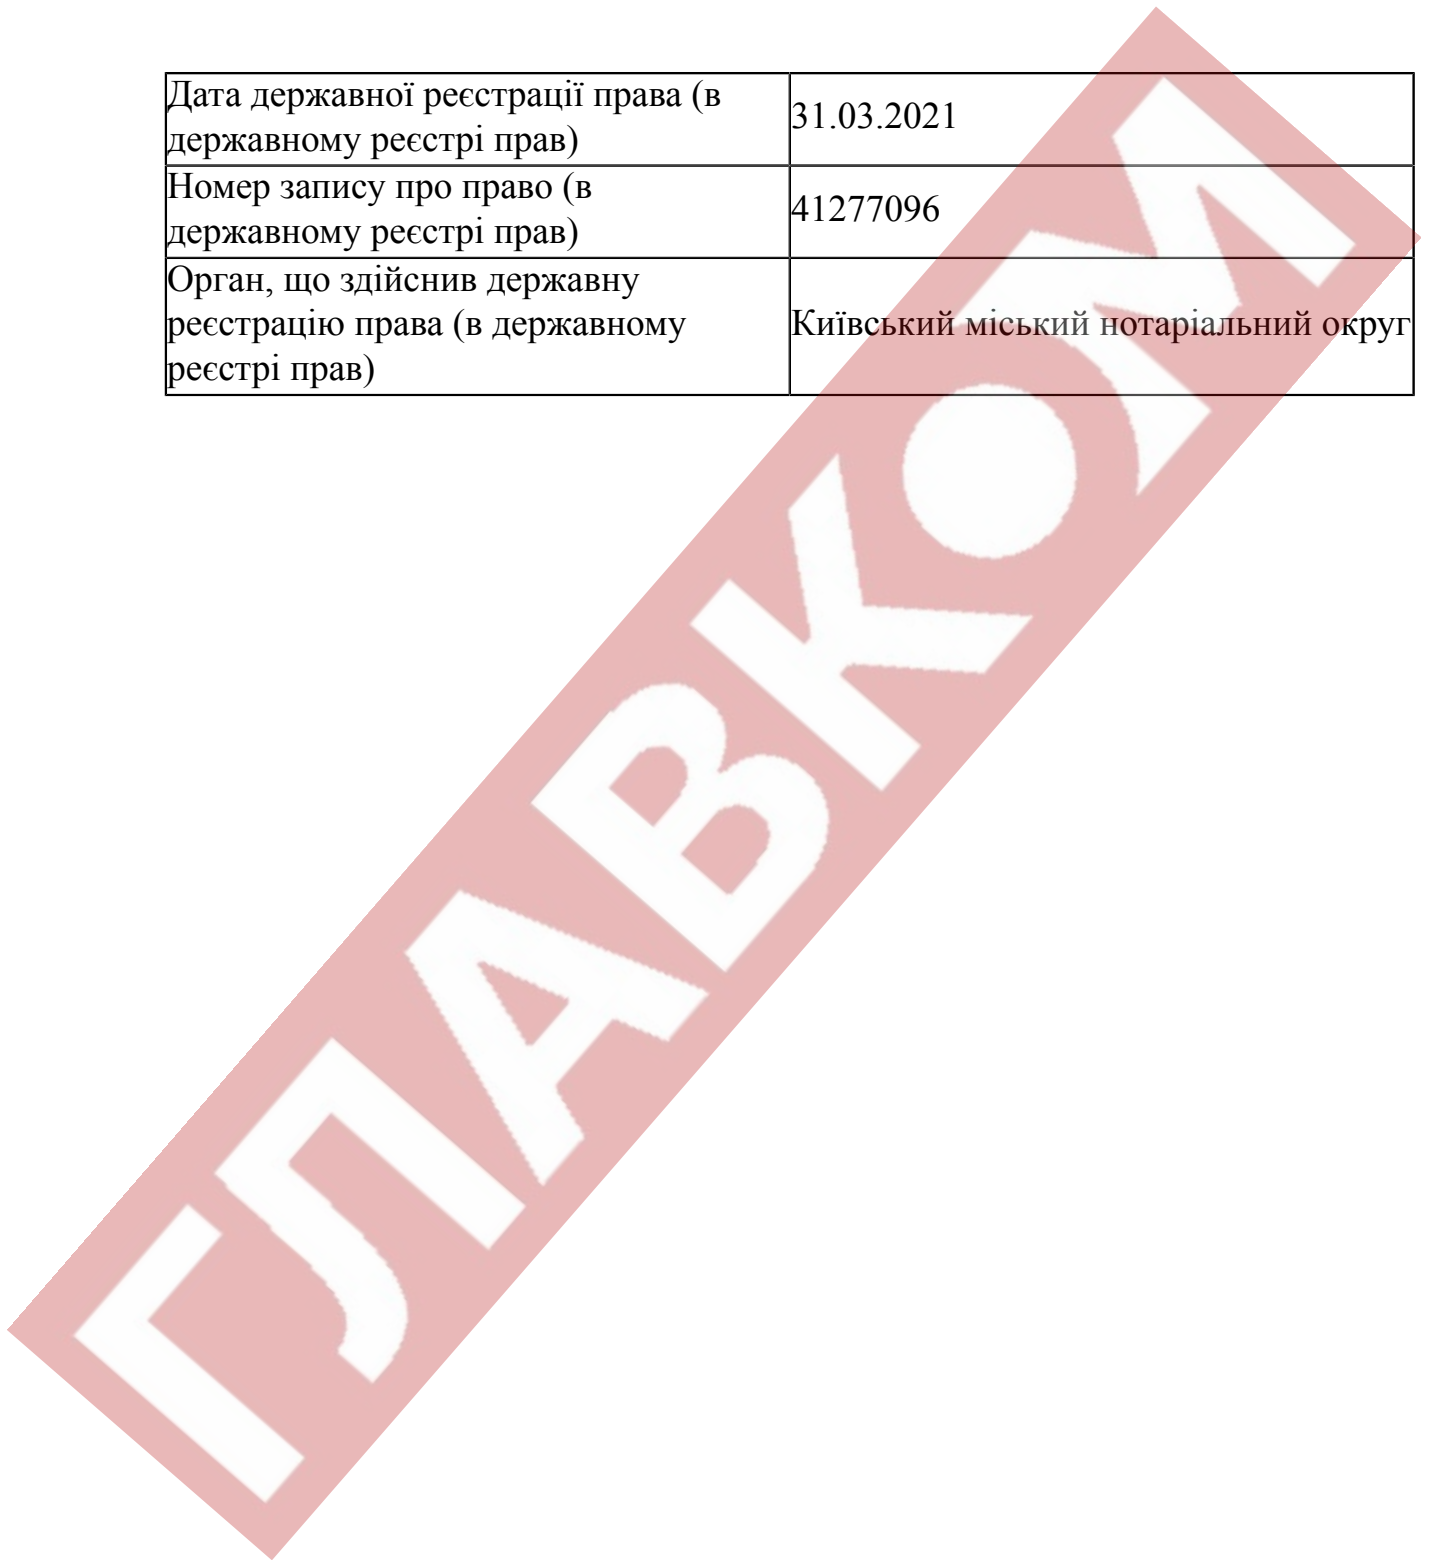 Дата державної реєстрації права (в
державному реєстрі прав)
31.03.2021
Номер запису про право (в
державному реєстрі прав)
41277096
Орган, що здійснив державну
реєстрацію права (в державному
реєстрі прав)
Київський міський нотаріальний округ
ГЛАВКОМ